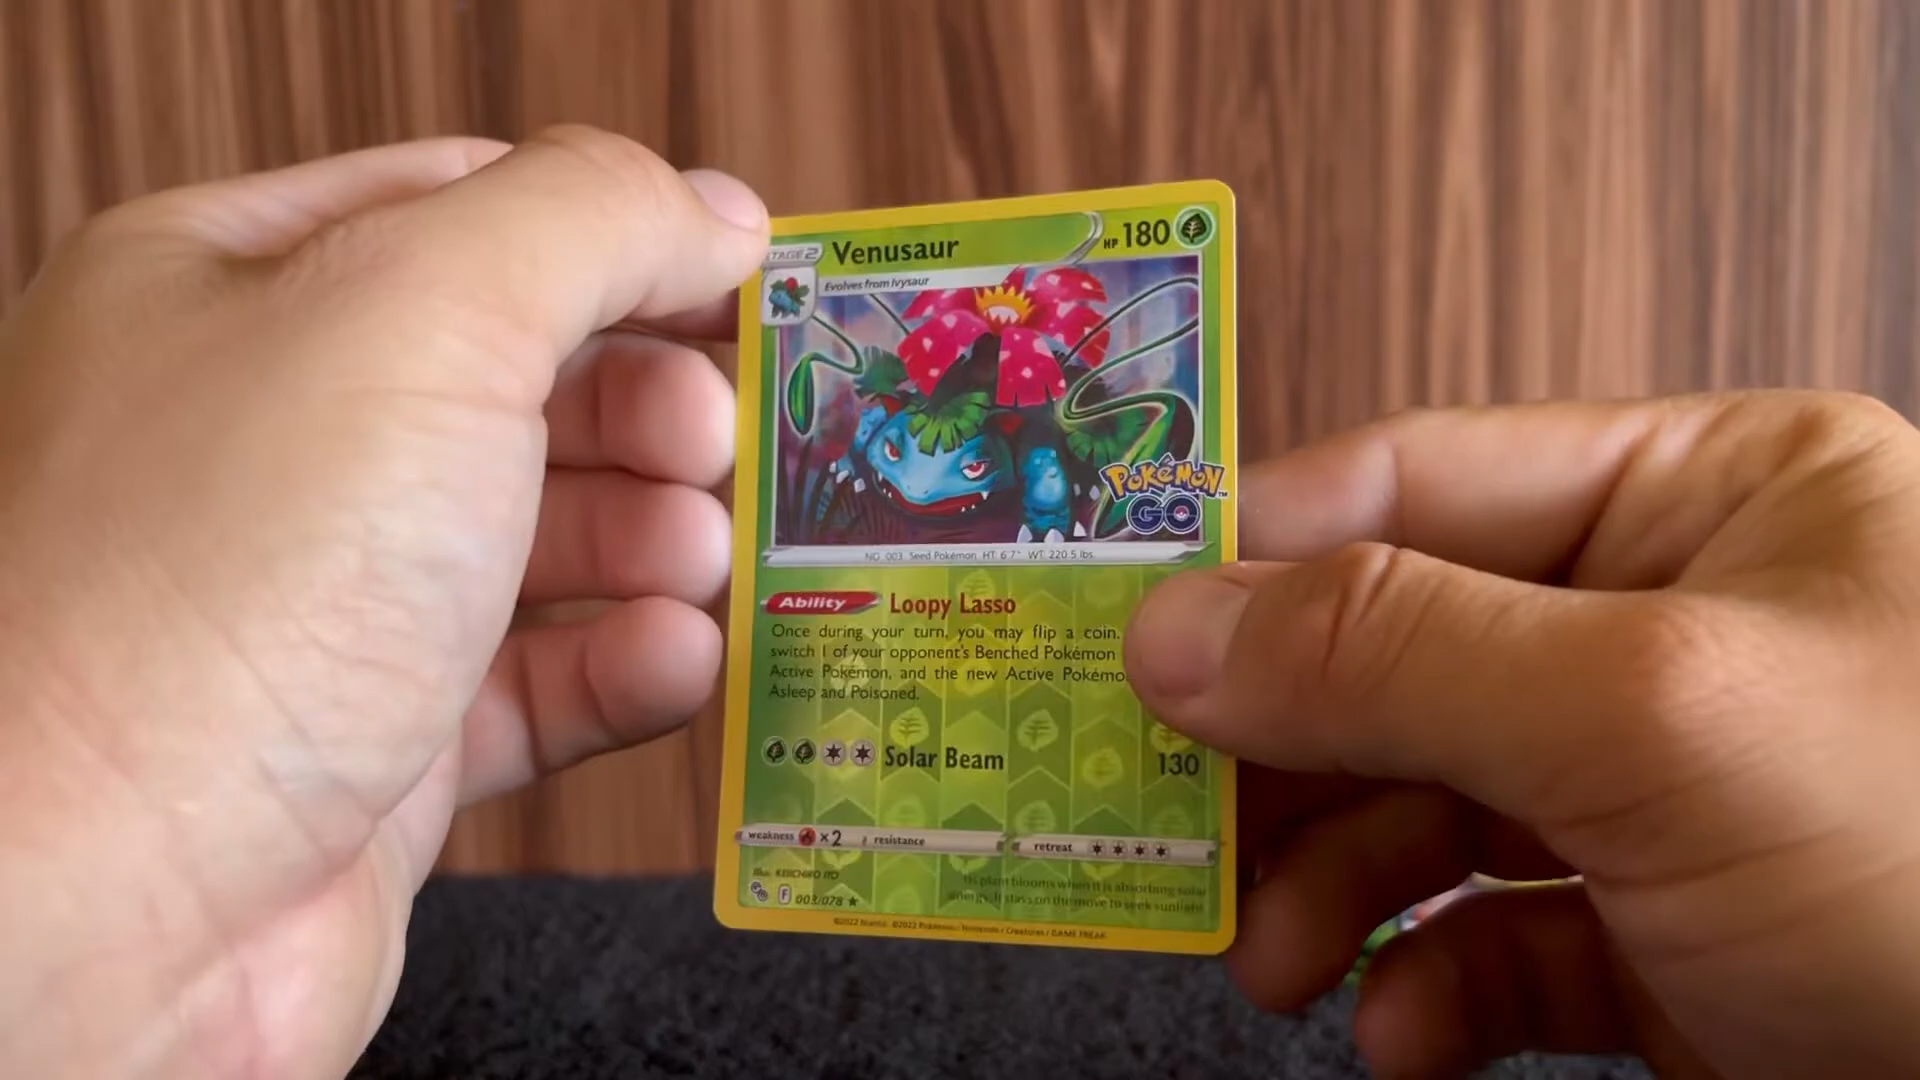 TAGE 2 Venusaur HP 180
Evolves from Ivysaur
POKéMON™
GO
NO. 003 Seed Pokémon HT: 6'7" WT: 220.5 lbs.
Ability Loopy Lasso
Once during your turn, you may flip a coin.
switch 1 of your opponent's Benched Pokémon
Active Pokémon, and the new Active Pokémo
Asleep and Poisoned.
Solar Beam 130
weakness ×2 resistance retreat
Illus. KEIICHIRO ITO
plant blooms when it is absorbing solar
energy. It stays on the move to seek sunlight
F 003/078 ★
©2022 Niantic ©2022 Pokémon / Nintendo / Creatures / GAME FREAK